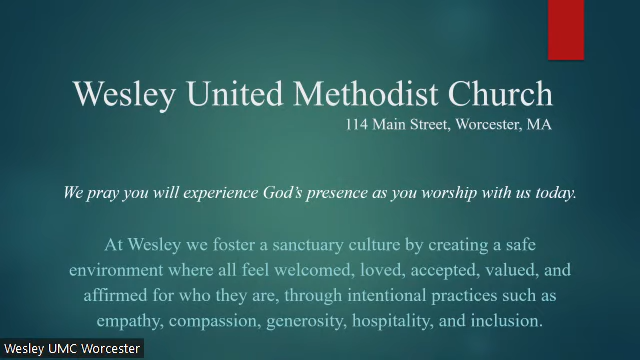 Wesley United Methodist Church
114 Main Street, Worcester, MA
We pray you will experience God’s presence as you worship with us today.
At Wesley we foster a sanctuary culture by creating a safe
environment where all feel welcomed, loved, accepted, valued, and
affirmed for who they are, through intentional practices such as
empathy, compassion, generosity, hospitality, and inclusion.
Wesley UMC Worcester